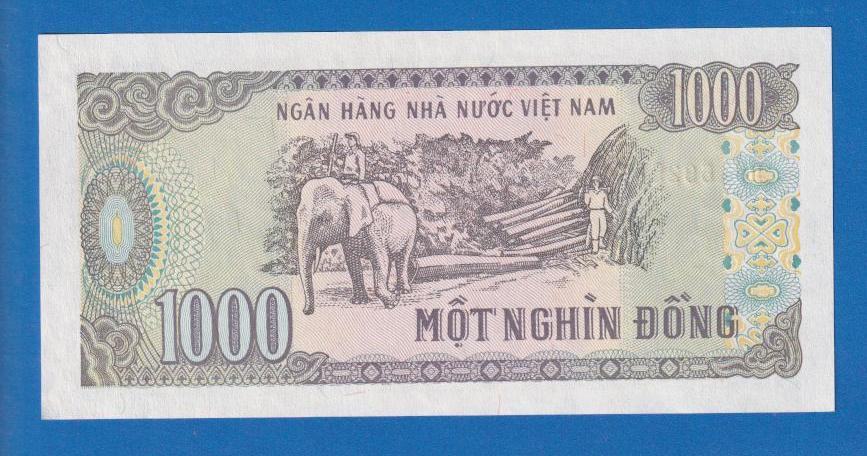 1000
NGÂN HÀNG NHÀ NƯỚC VIỆT NAM
1000
MỘT NGHÌN ĐỒNG